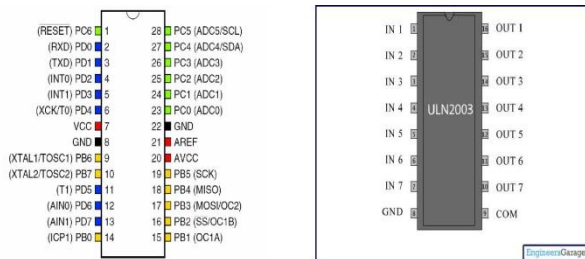 (RESET) PC6 1
(RXD) PD0 2
(TXD) PD1 3
(INT0) PD2 4
(INT1) PD3 5
(XCK/T0) PD4 6
VCC 7
GND 8
(XTAL1/TOSC1) PB6 9
(XTAL2/TOSC2) PB7 10
(T1) PD5 11
(AIN0) PD6 12
(AIN1) PD7 13
(ICP1) PB0 14
28 PC5 (ADC5/SCL)
27 PC4 (ADC4/SDA)
26 PC3 (ADC3)
25 PC2 (ADC2)
24 PC1 (ADC1)
23 PC0 (ADC0)
22 GND
21 AREF
20 AVCC
19 PB5 (SCK)
18 PB4 (MISO)
17 PB3 (MOSI/OC2)
16 PB2 (SS/OC1B)
15 PB1 (OC1A)
IN 1 1 16 OUT 1
IN 2 2 15 OUT 2
IN 3 3 14 OUT 3
IN 4 4 ULN2003 13 OUT 4
IN 5 5 12 OUT 5
IN 6 6 11 OUT 6
IN 7 7 10 OUT 7
GND 8 9 COM
EngineersGarage